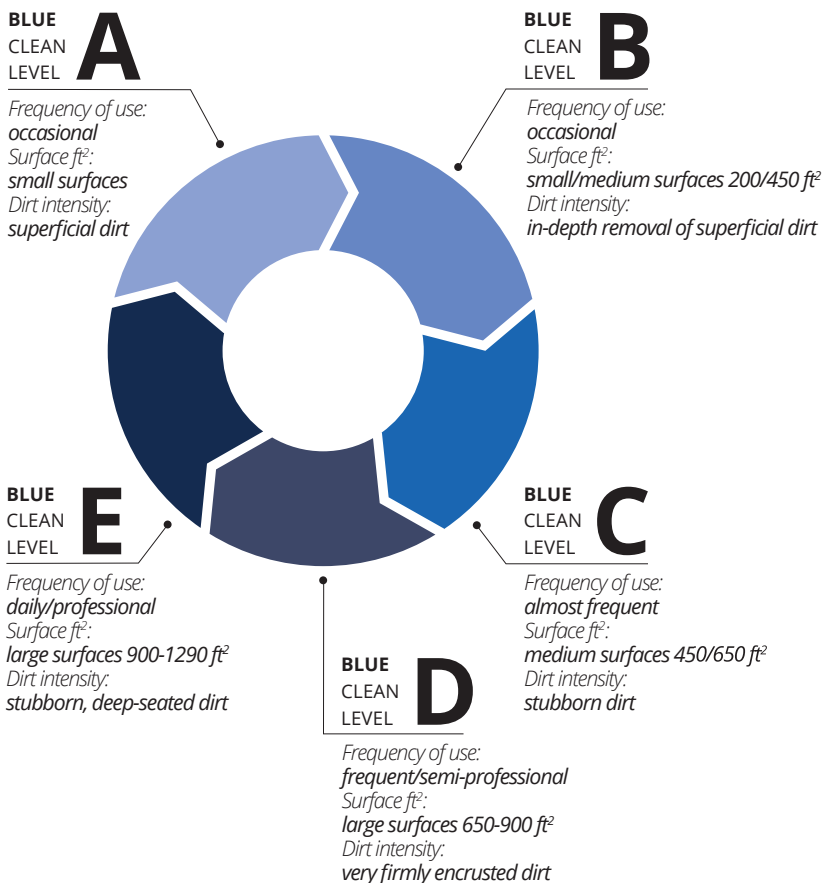 BLUE
CLEAN
LEVEL
A
Frequency of use:
occasional
Surface ft²:
small surfaces
Dirt intensity:
superficial dirt
BLUE
CLEAN
LEVEL
B
Frequency of use:
occasional
Surface ft²:
small/medium surfaces 200/450 ft²
Dirt intensity:
in-depth removal of superficial dirt
BLUE
CLEAN
LEVEL
E
Frequency of use:
daily/professional
Surface ft²:
large surfaces 900-1290 ft²
Dirt intensity:
stubborn, deep-seated dirt
BLUE
CLEAN
LEVEL
C
Frequency of use:
almost frequent
Surface ft²:
medium surfaces 450/650 ft²
Dirt intensity:
stubborn dirt
BLUE
CLEAN
LEVEL
D
Frequency of use:
frequent/semi-professional
Surface ft²:
large surfaces 650-900 ft²
Dirt intensity:
very firmly encrusted dirt